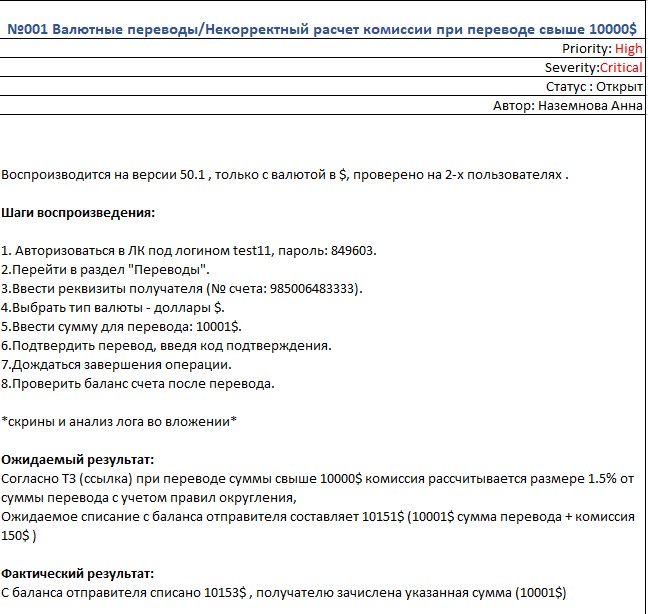 №001 Валютные переводы/Некорректный расчет комиссии при переводе свыше 10000$
Priority: High
Severity:Critical
Статус : Открыт
Автор: Наземнова Анна
Воспроизводится на версии 50.1 , только с валютой в $, проверено на 2-х пользователях .
Шаги воспроизведения:
1. Авторизоваться в ЛК под логином test11, пароль: 849603.
2.Перейти в раздел "Переводы".
3.Ввести реквизиты получателя (№ счета: 985006483333).
4.Выбрать тип валюты - доллары $.
5.Ввести сумму для перевода: 10001$.
6.Подтвердить перевод, введя код подтверждения.
7.Дождаться завершения операции.
8.Проверить баланс счета после перевода.
*скрины и анализ лога во вложении*
Ожидаемый результат:
Согласно ТЗ (ссылка) при переводе суммы свыше 10000$ комиссия рассчитывается размере 1.5% от
суммы перевода с учетом правил округления,
Ожидаемое списание с баланса отправителя составляет 10151$ (10001$ сумма перевода + комиссия
150$ )
Фактический результат:
С баланса отправителя списано 10153$ , получателю зачислена указанная сумма (10001$)